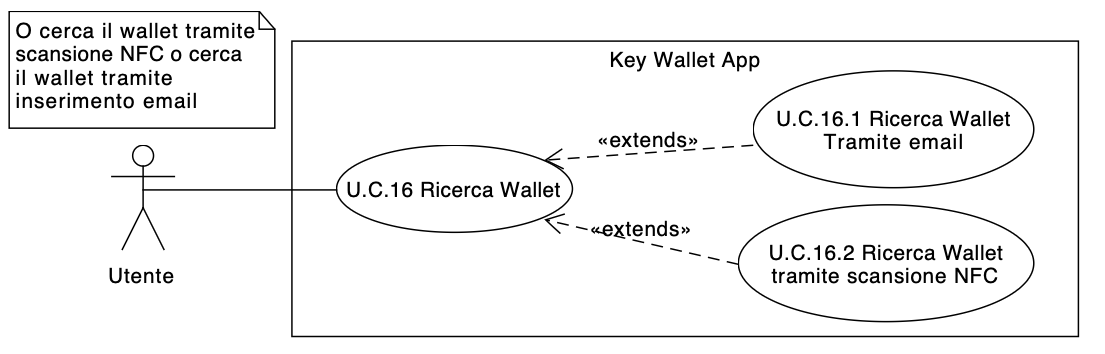 O cerca il wallet tramite
scansione NFC o cerca
il wallet tramite
inserimento email
Key Wallet App
U.C.16.1 Ricerca Wallet
Tramite email
«extends»
U.C.16 Ricerca Wallet
«extends»
U.C.16.2 Ricerca Wallet
tramite scansione NFC
Utente